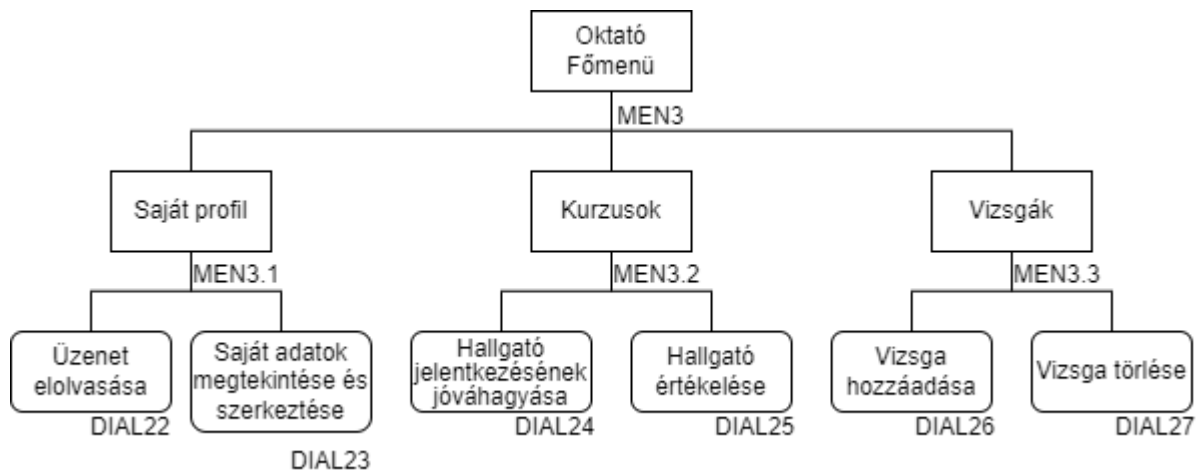 Oktató
Főmenü
MEN3
Saját profil
Kurzusok
Vizsgák
MEN3.1
MEN3.2
MEN3.3
Üzenet
elolvasása
Saját adatok
megtekintése és
szerkeztése
Hallgató
jelentkezésének
jóváhagyása
Hallgató
értékelése
Vizsga
hozzáadása
Vizsga törlése
DIAL22
DIAL23
DIAL24
DIAL25
DIAL26
DIAL27